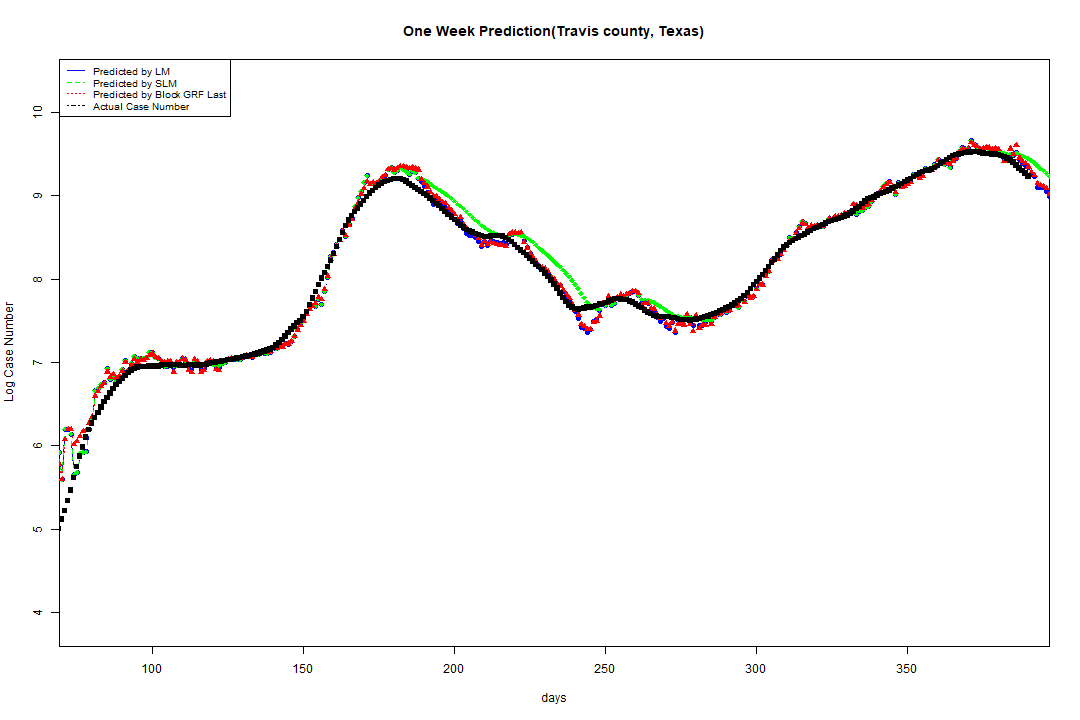 One Week Prediction(Travis county, Texas)
Predicted by LM
Predicted by SLM
Predicted by Block GRF Last
Actual Case Number
10
9
8
7
6
5
4
Log Case Number
100 150 200 250 300 350
days